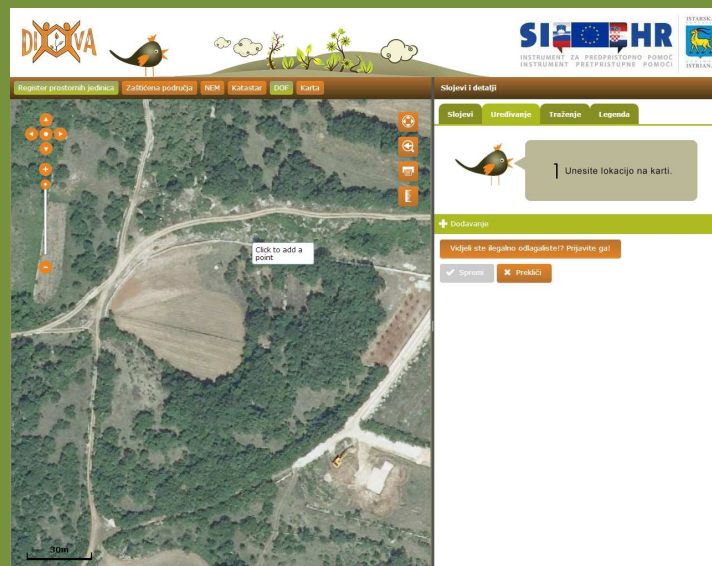 DIVA
SI HR
INSTRUMENT ZA PREDPRISTOPNO POMOČ
INSTRUMENT PRETPRISTUPNE POMOĆI
ISTARSKA
ISTRIANA
Register prostornih jedinica Zaštićena područja NEM Katastar DOF Karta
Slojevi i detalji
Slojevi Uređivanje Traženje Legenda
1 Unesite lokacijo na karti.
Click to add a
point
Dodavanje
Vidjeli ste ilegalno odlagalište!? Prijavite ga!
Spremi Prekliči
30m